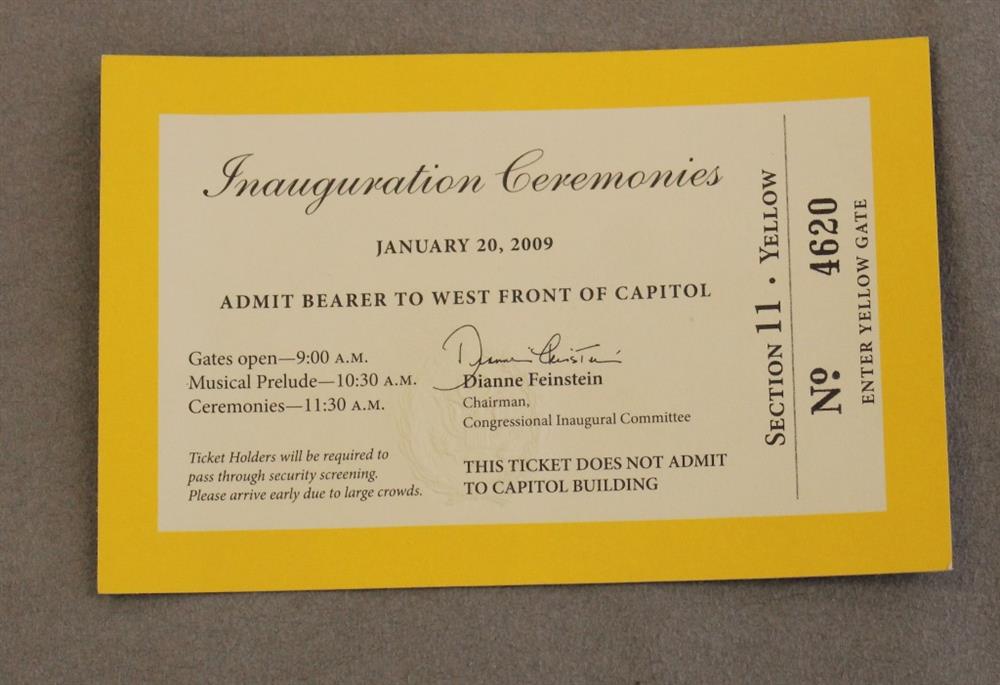 Inauguration Ceremonies
JANUARY 20, 2009
ADMIT BEARER TO WEST FRONT OF CAPITOL
Gates open—9:00 A.M.
Musical Prelude—10:30 A.M.
Ceremonies—11:30 A.M.
Ticket Holders will be required to
pass through security screening.
Please arrive early due to large crowds.
Dianne Feinstein
Dianne Feinstein
Chairman,
Congressional Inaugural Committee
THIS TICKET DOES NOT ADMIT
TO CAPITOL BUILDING
SECTION 11 • YELLOW
Nº 4620
ENTER YELLOW GATE